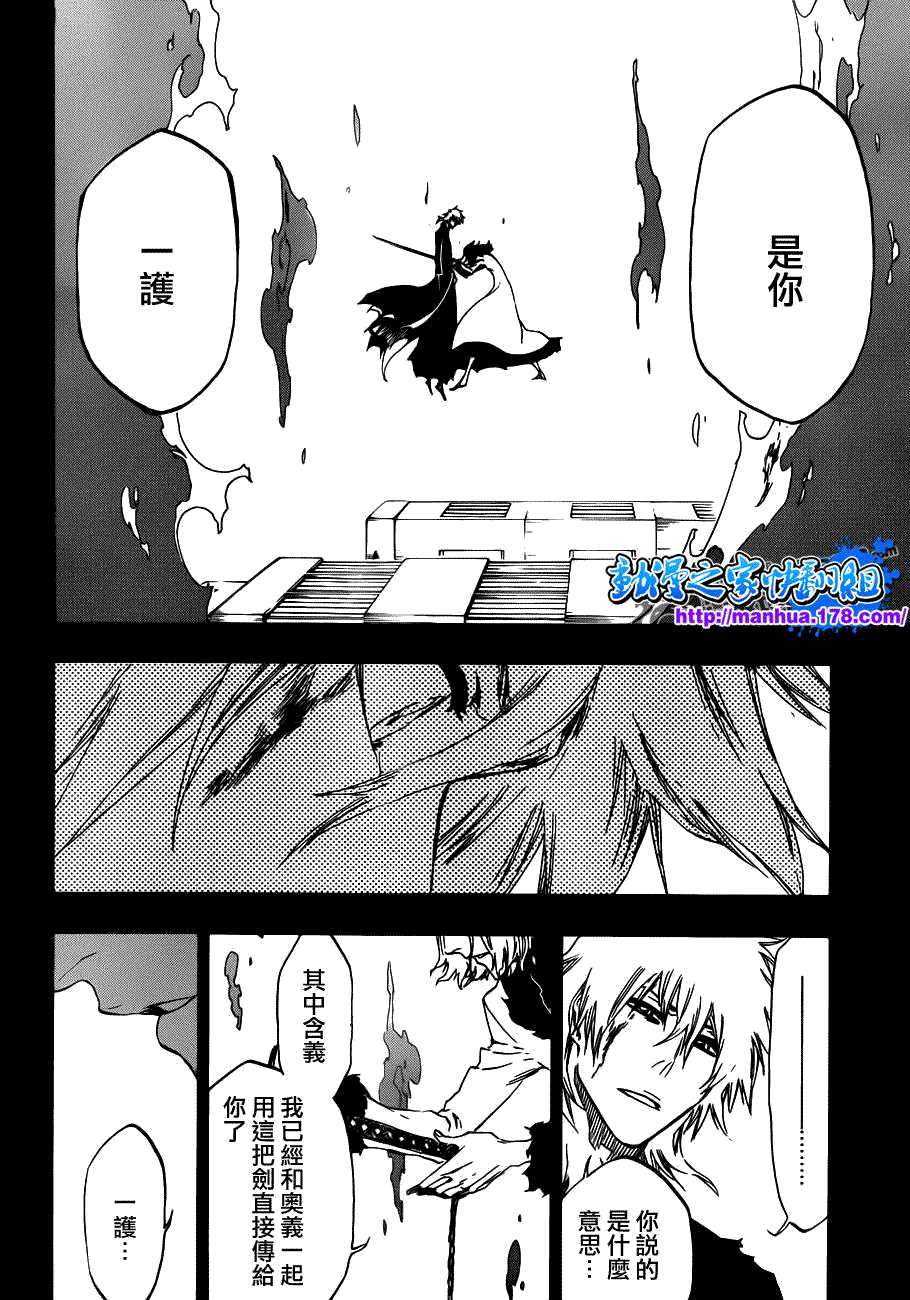 是你
一護
動漫之家汉化組
http://manhua.178.com/
⋯⋯⋯⋯
你說的
是什麼
意思⋯
其中含義
我已經和奧義一起
用這把劍直接傳給
你了
一護⋯